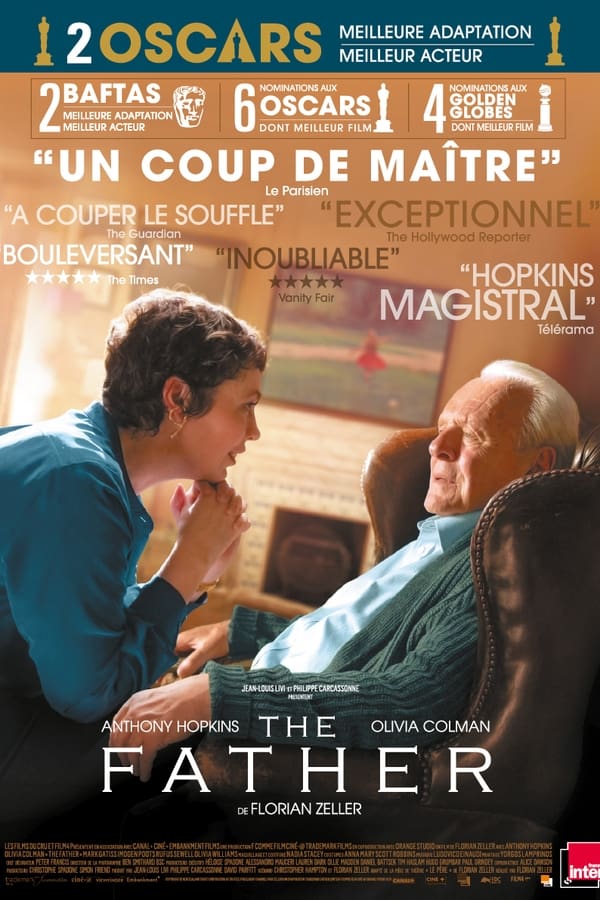 2 OSCARS
MEILLEURE ADAPTATION
MEILLEUR ACTEUR
2 BAFTAS
MEILLEURE ADAPTATION
MEILLEUR ACTEUR
6 NOMINATIONS AUX
OSCARS
DONT MEILLEUR FILM
4 NOMINATIONS AUX
GOLDEN
GLOBES
DONT MEILLEUR FILM
“UN COUP DE MAÎTRE”
Le Parisien
“A COUPER LE SOUFFLE”
The Guardian
“EXCEPTIONNEL”
The Hollywood Reporter
BOULEVERSANT”
★★★★★ The Times
“INOUBLIABLE”
★★★★★
Vanity Fair
“HOPKINS
MAGISTRAL”
Télérama
JEAN-LOUIS LIVI ET PHILIPPE CARCASSONNE
PRÉSENTENT
ANTHONY HOPKINS THE OLIVIA COLMAN
FATHER
DE FLORIAN ZELLER
inter